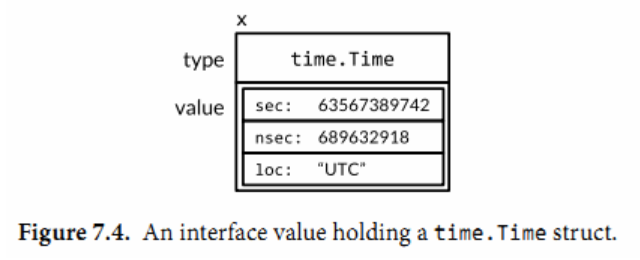 x
type time.Time
value sec: 63567389742
nsec: 689632918
loc: "UTC"
Figure 7.4. An interface value holding a time.Time struct.